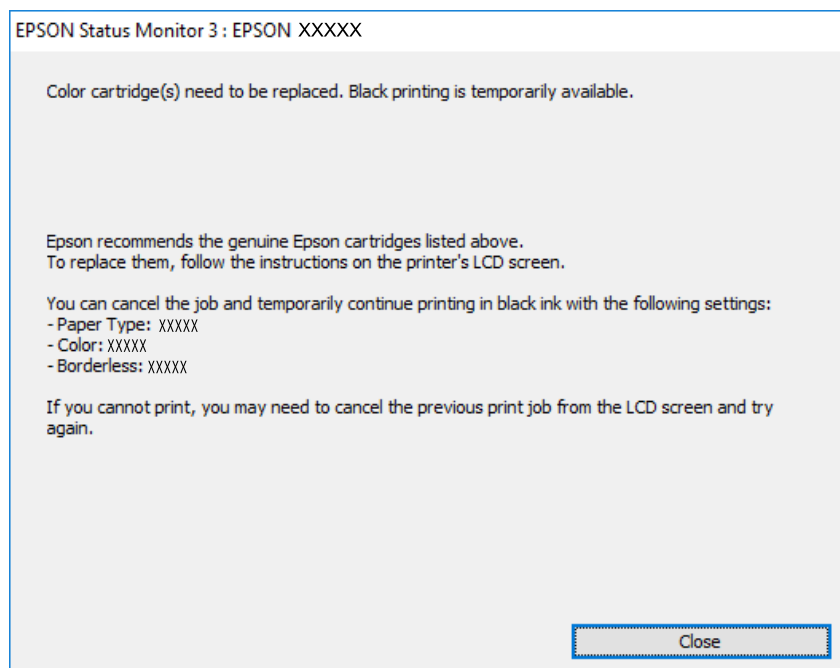 EPSON Status Monitor 3 : EPSON XXXXX
Color cartridge(s) need to be replaced. Black printing is temporarily available.
Epson recommends the genuine Epson cartridges listed above.
To replace them, follow the instructions on the printer's LCD screen.
You can cancel the job and temporarily continue printing in black ink with the following settings:
- Paper Type: XXXXX
- Color: XXXXX
- Borderless: XXXXX
If you cannot print, you may need to cancel the previous print job from the LCD screen and try
again.
Close